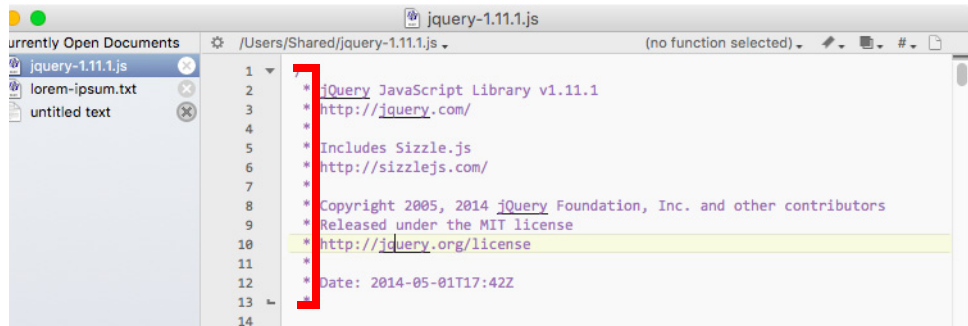 jquery-1.11.1.js
urrently Open Documents
/Users/Shared/jquery-1.11.1.js
(no function selected)
#
jquery-1.11.1.js
lorem-ipsum.txt
untitled text
1 /
2 * jQuery JavaScript Library v1.11.1
3 * http://jquery.com/
4 *
5 * Includes Sizzle.js
6 * http://sizzlejs.com/
7 *
8 * Copyright 2005, 2014 jQuery Foundation, Inc. and other contributors
9 * Released under the MIT license
10 * http://jquery.org/license
11 *
12 * Date: 2014-05-01T17:42Z
13 *
14